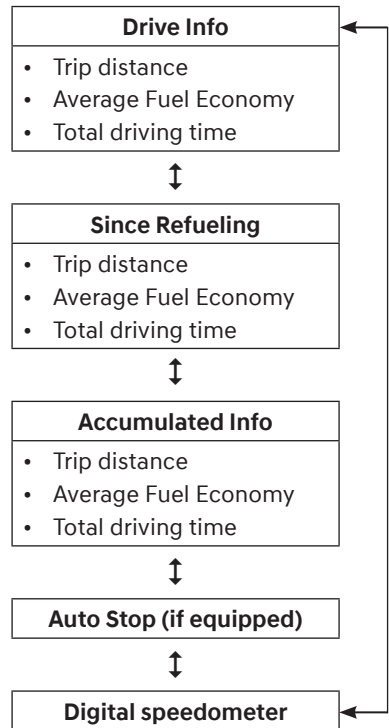 Drive Info
• Trip distance
• Average Fuel Economy
• Total driving time
Since Refueling
• Trip distance
• Average Fuel Economy
• Total driving time
Accumulated Info
• Trip distance
• Average Fuel Economy
• Total driving time
Auto Stop (if equipped)
Digital speedometer